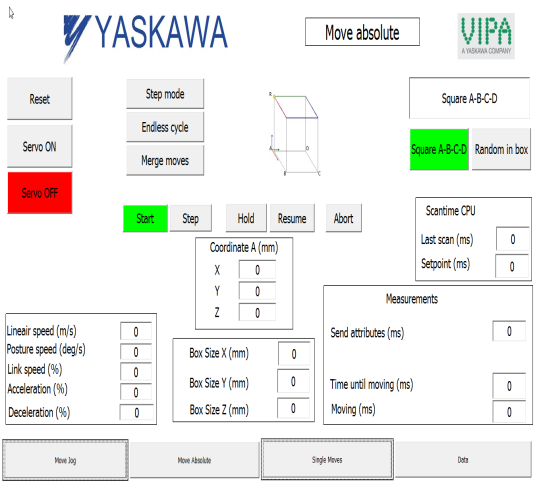 YASKAWA
Move absolute
VIPA
A YASKAWA COMPANY
Reset
Step mode
Square A-B-C-D
Endless cycle
Servo ON
Square A-B-C-D
Random in box
Merge moves
Servo OFF
Start
Step
Hold
Resume
Abort
Scantime CPU
Last scan (ms) 0
Setpoint (ms) 0
Coordinate A (mm)
X 0
Y 0
Z 0
Measurements
Send attributes (ms) 0
Time until moving (ms) 0
Moving (ms) 0
Lineair speed (m/s) 0
Posture speed (deg/s) 0
Link speed (%) 0
Acceleration (%) 0
Deceleration (%) 0
Box Size X (mm) 0
Box Size Y (mm) 0
Box Size Z (mm) 0
Move Jog
Move Absolute
Single Moves
Data